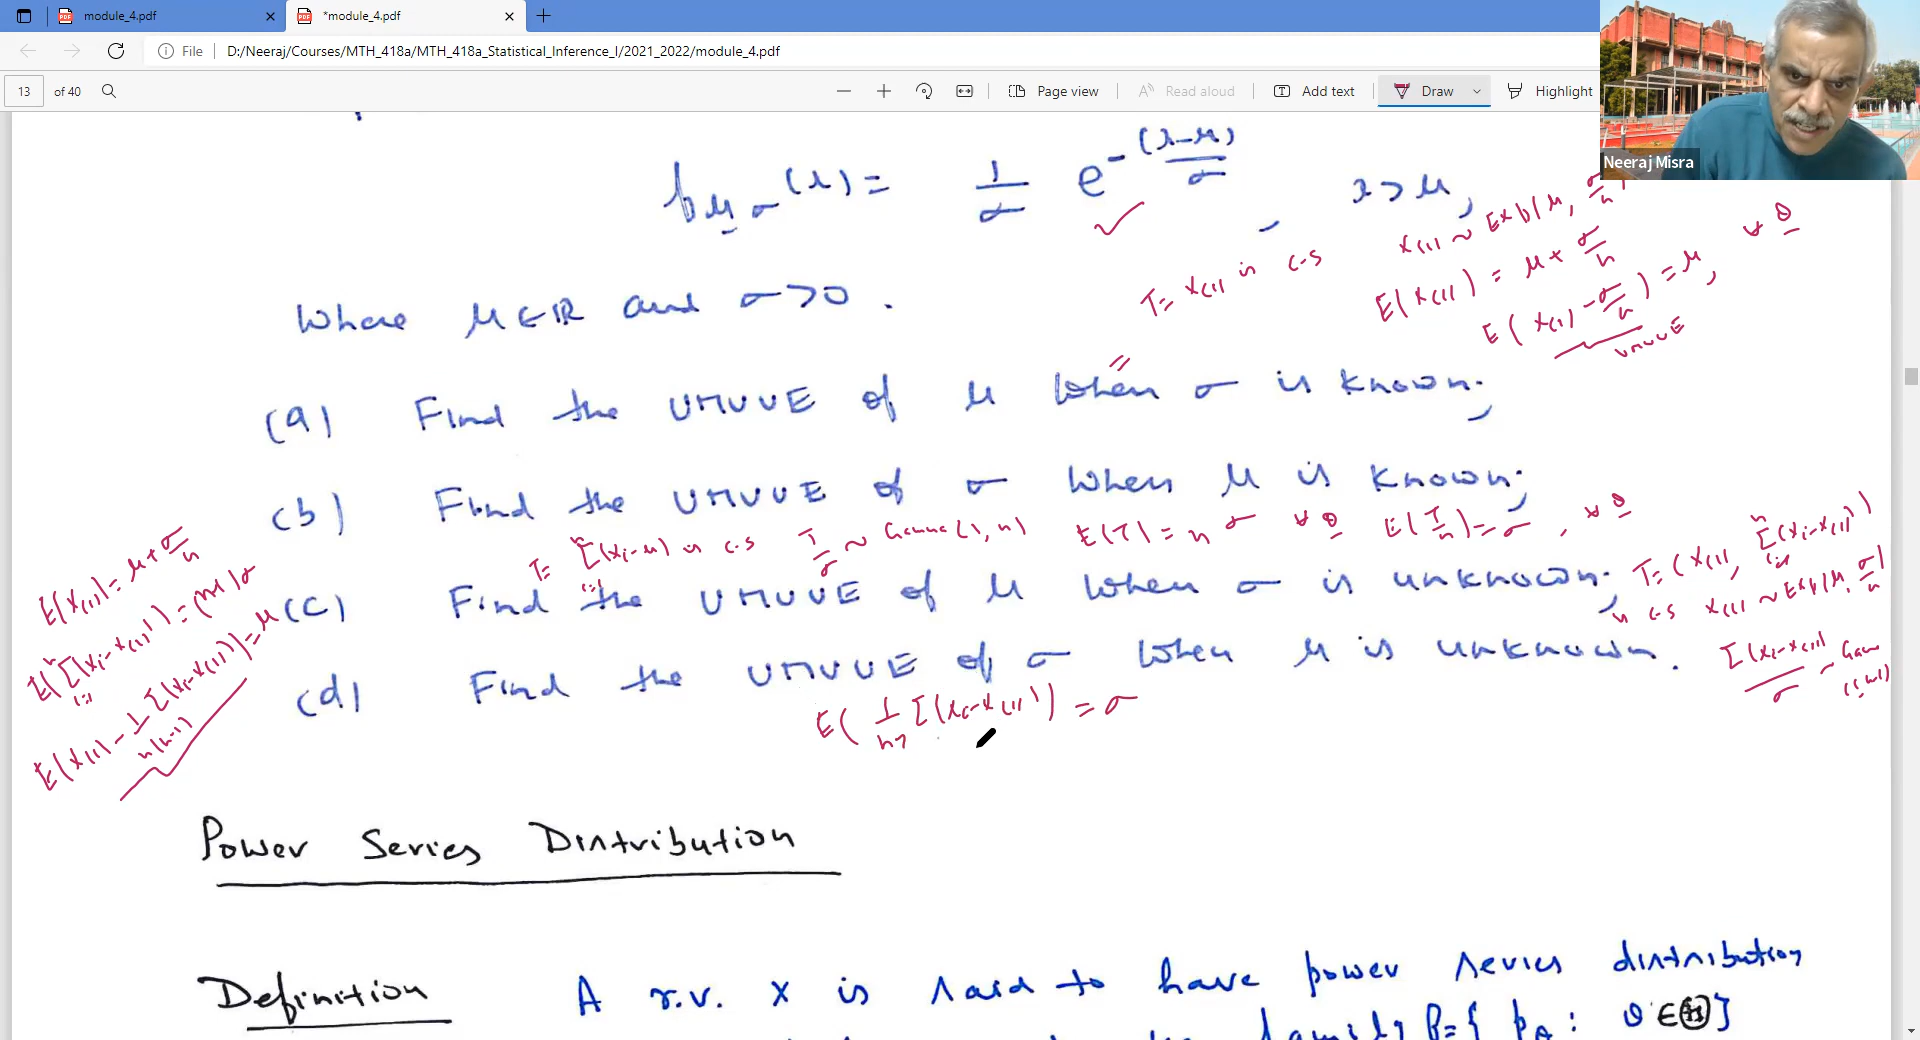 module_4.pdf
*module_4.pdf
File D:/Neeraj/Courses/MTH_418a/MTH_418a_Statistical_Inference_I/2021_2022/module_4.pdf
13 of 40 Page view Read aloud Add text Draw Highlight
Neeraj Misra
f_{μ,σ}(x) = 1/σ e^{-(x-μ)/σ}, x > μ,
T = X(1) is C-S
X(1) ~ Exp(μ, σ/n)
E(X(1)) = μ + σ/n
E(X(1) - σ/n) = μ, ∀ θ
UMVUE
Where μ ∈ ℝ and σ > 0.
(a) Find the UMVUE of μ when σ is known;
(b) Find the UMVUE of σ when μ is known;
T = Σ(Xi-μ) is C-S T/σ ~ Gamma(1, n) E(T) = nσ ∀ θ E(T/n) = σ, ∀ θ
(c) Find the UMVUE of μ when σ is unknown;
T = (X(1), Σ(Xi-X(1)))
is C-S X(1) ~ Exp(μ, σ/n)
E(X(1)) = μ + σ/n
E(Σ(Xi-X(1))) = (n-1)σ
E(X(1) - 1/n(n-1) Σ(Xi-X(1))) = μ
(d) Find the UMVUE of σ when μ is unknown.
E(1/n-1 Σ(Xi-X(1))) = σ
Power Series Distribution
Definition A r.v. X is said to have power series distribution
family P = { p_θ : θ ∈ Θ }